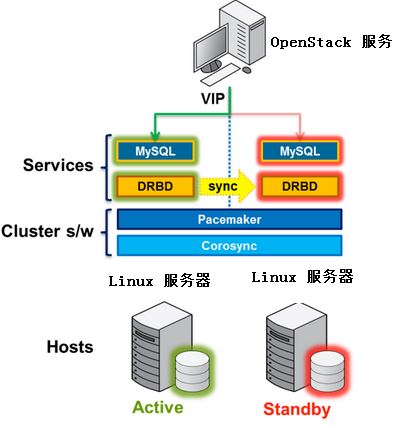 OpenStack 服务
VIP
MySQL MySQL
Services
DRBD sync DRBD
Pacemaker
Cluster s/w
Corosync
Linux 服务器 Linux 服务器
Hosts
Active Standby